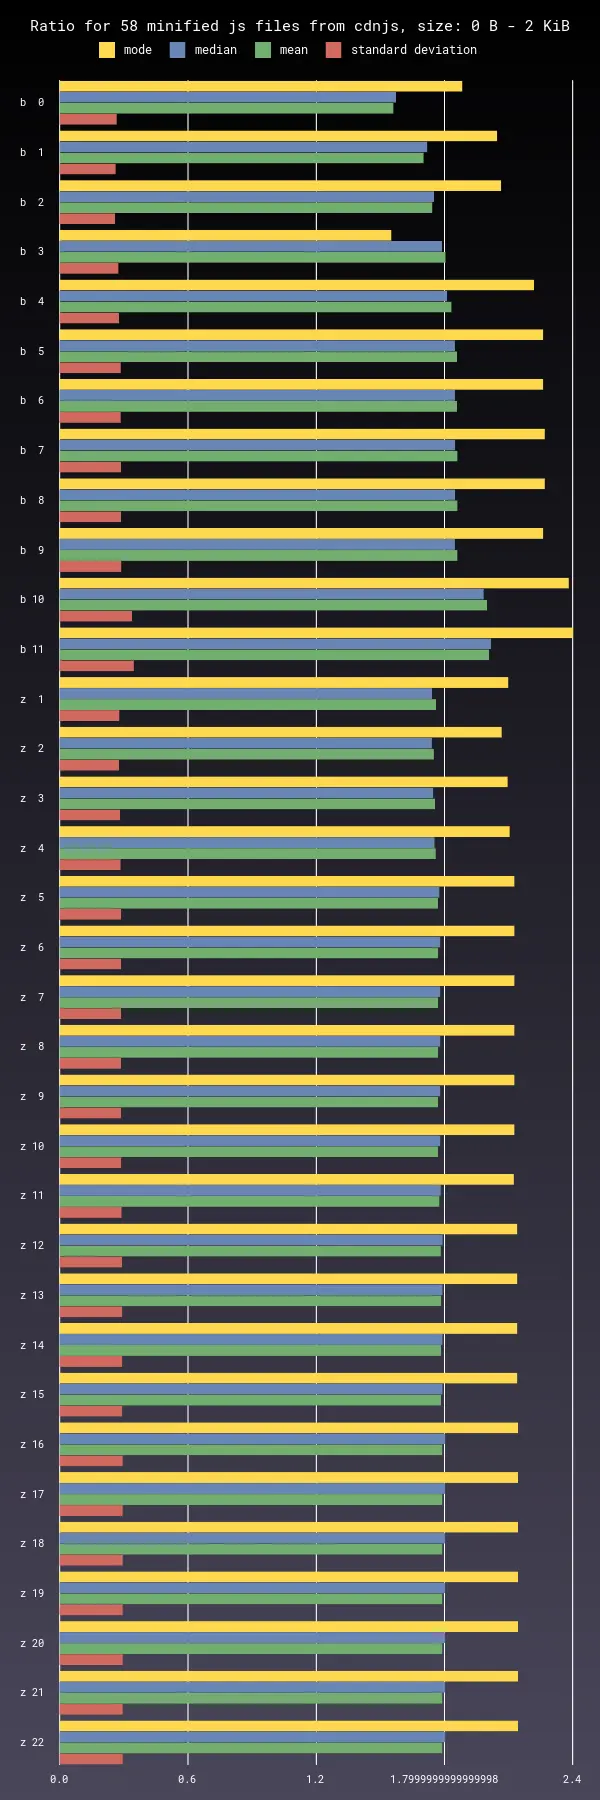 Ratio for 58 minified js files from cdnjs, size: 0 B - 2 KiB
mode median mean standard deviation
b 0
b 1
b 2
b 3
b 4
b 5
b 6
b 7
b 8
b 9
b 10
b 11
z 1
z 2
z 3
z 4
z 5
z 6
z 7
z 8
z 9
z 10
z 11
z 12
z 13
z 14
z 15
z 16
z 17
z 18
z 19
z 20
z 21
z 22
0.0 0.6 1.2 1.7999999999999998 2.4